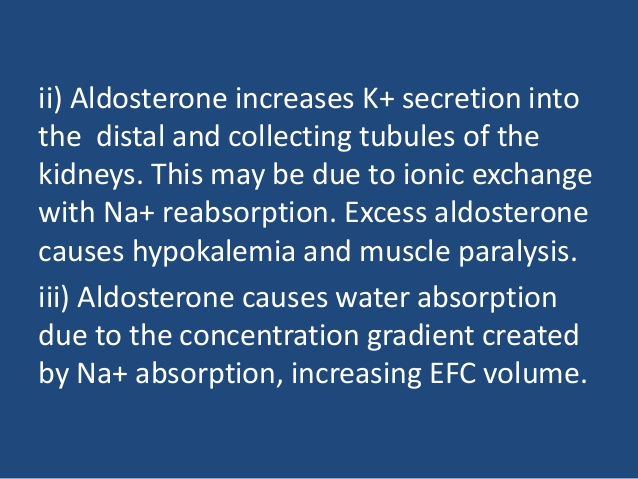 ii) Aldosterone increases K+ secretion into
the  distal and collecting tubules of the
kidneys. This may be due to ionic exchange
with Na+ reabsorption. Excess aldosterone
causes hypokalemia and muscle paralysis.
iii) Aldosterone causes water absorption
due to the concentration gradient created
by Na+ absorption, increasing EFC volume.